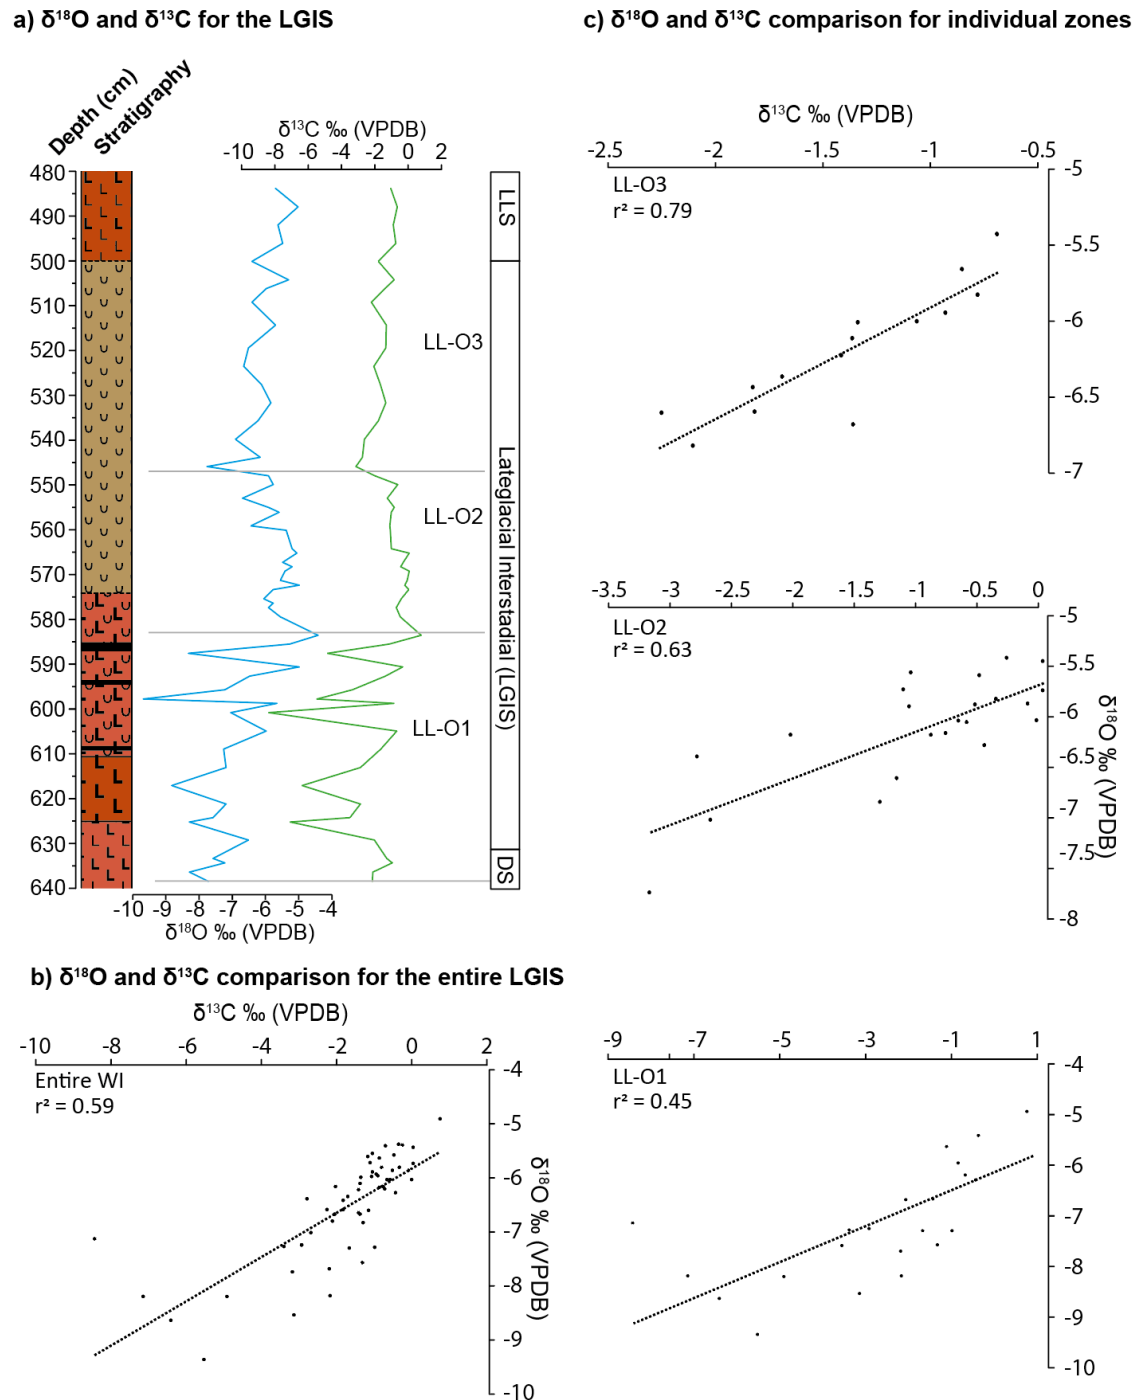 a) δ¹⁸O and δ¹³C for the LGIS
Depth (cm)
Stratigraphy
δ¹³C ‰ (VPDB)
-10 -8 -6 -4 -2 0 2
480
490
500
510
520
530
540
550
560
570
580
590
600
610
620
630
640
LL-O3
LL-O2
LL-O1
LLS
Lateglacial Interstadial (LGIS)
DS
-10 -9 -8 -7 -6 -5 -4
δ¹⁸O ‰ (VPDB)
b) δ¹⁸O and δ¹³C comparison for the entire LGIS
δ¹³C ‰ (VPDB)
-10 -8 -6 -4 -2 0 2
Entire WI
r² = 0.59
-4
-5
-6
-7
-8
-9
-10
δ¹⁸O ‰ (VPDB)
c) δ¹⁸O and δ¹³C comparison for individual zones
δ¹³C ‰ (VPDB)
-2.5 -2 -1.5 -1 -0.5
LL-O3
r² = 0.79
-5
-5.5
-6
-6.5
-7
-3.5 -3 -2.5 -2 -1.5 -1 -0.5 0
LL-O2
r² = 0.63
-5
-5.5
-6
-6.5
-7
-7.5
-8
δ¹⁸O ‰ (VPDB)
-9 -7 -5 -3 -1 1
LL-O1
r² = 0.45
-4
-5
-6
-7
-8
-9
-10